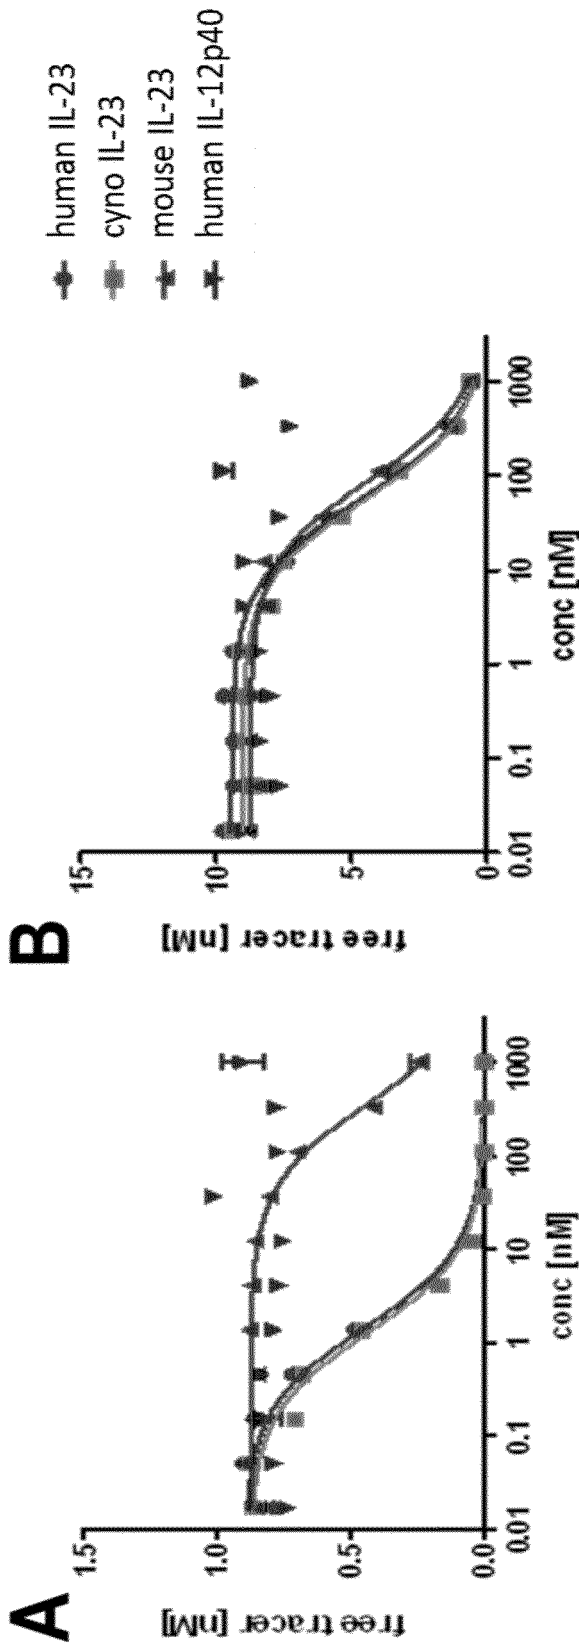 A
free tracer [nM]
1.5
1.0
0.5
0.0
0.01
0.1
1
10
100
1000
conc [nM]
B
free tracer [nM]
15
10
5
0
0.01
0.1
1
10
100
1000
conc [nM]
human IL-23
cyno IL-23
mouse IL-23
human IL-12p40